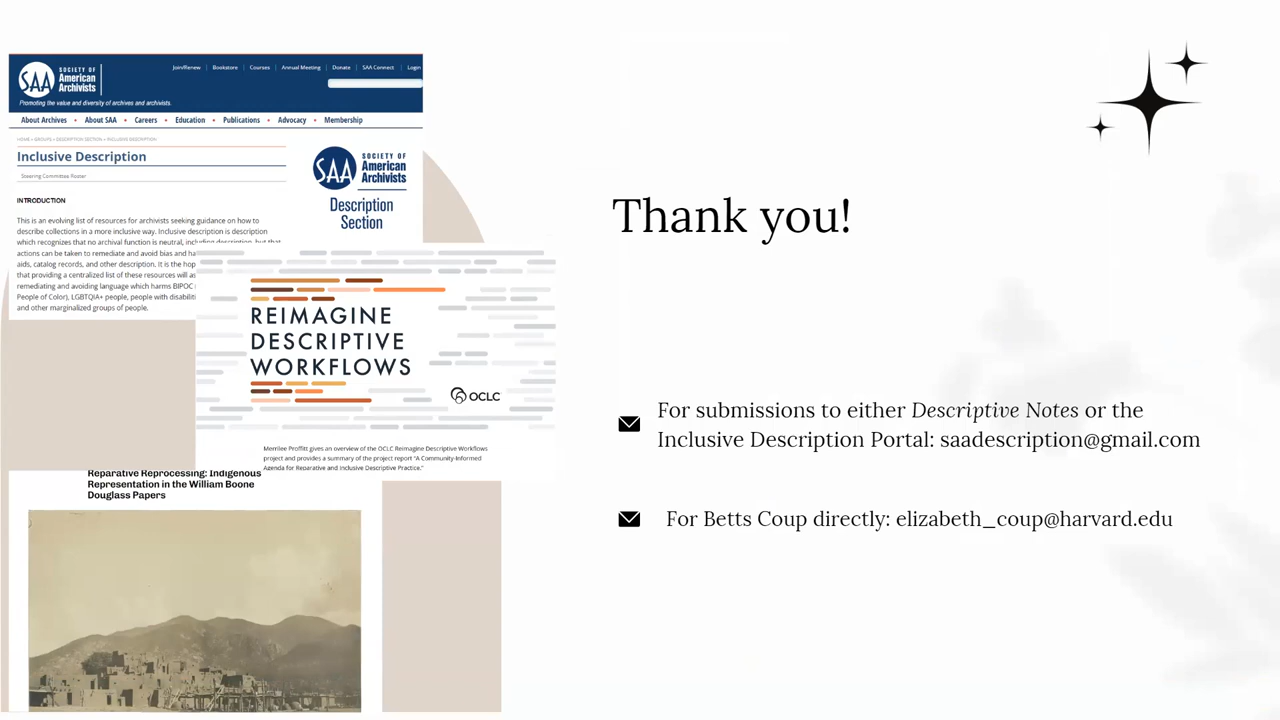 SAA
SOCIETY OF
American
Archivists
Join/Renew | Bookstore | Courses | Annual Meeting | Donate | SAA Connect | Login
Promoting the value and diversity of archives and archivists.
About Archives • About SAA • Careers • Education • Publications • Advocacy • Membership
HOME » GROUPS » DESCRIPTION SECTION » INCLUSIVE DESCRIPTION
Inclusive Description
Steering Committee Roster
INTRODUCTION
This is an evolving list of resources for archivists seeking guidance on how to
describe collections in a more inclusive way. Inclusive description is description
which recognizes that no archival function is neutral, including description, but that
actions can be taken to remediate and avoid bias and ha
aids, catalog records, and other description. It is the hop
that providing a centralized list of these resources will as
remediating and avoiding language which harms BIPOC
People of Color), LGBTQIA+ people, people with disabiliti
and other marginalized groups of people.
SAA
SOCIETY OF
American
Archivists
Description
Section
REIMAGINE
DESCRIPTIVE
WORKFLOWS
OCLC
Merrilee Proffitt gives an overview of the OCLC Reimagine Descriptive Workflows
project and provides a summary of the project report "A Community-Informed
Agenda for Reparative and Inclusive Descriptive Practice."
Reparative Reprocessing: Indigenous
Representation in the William Boone
Douglass Papers
Thank you!
For submissions to either Descriptive Notes or the
Inclusive Description Portal: saadescription@gmail.com
For Betts Coup directly: elizabeth_coup@harvard.edu